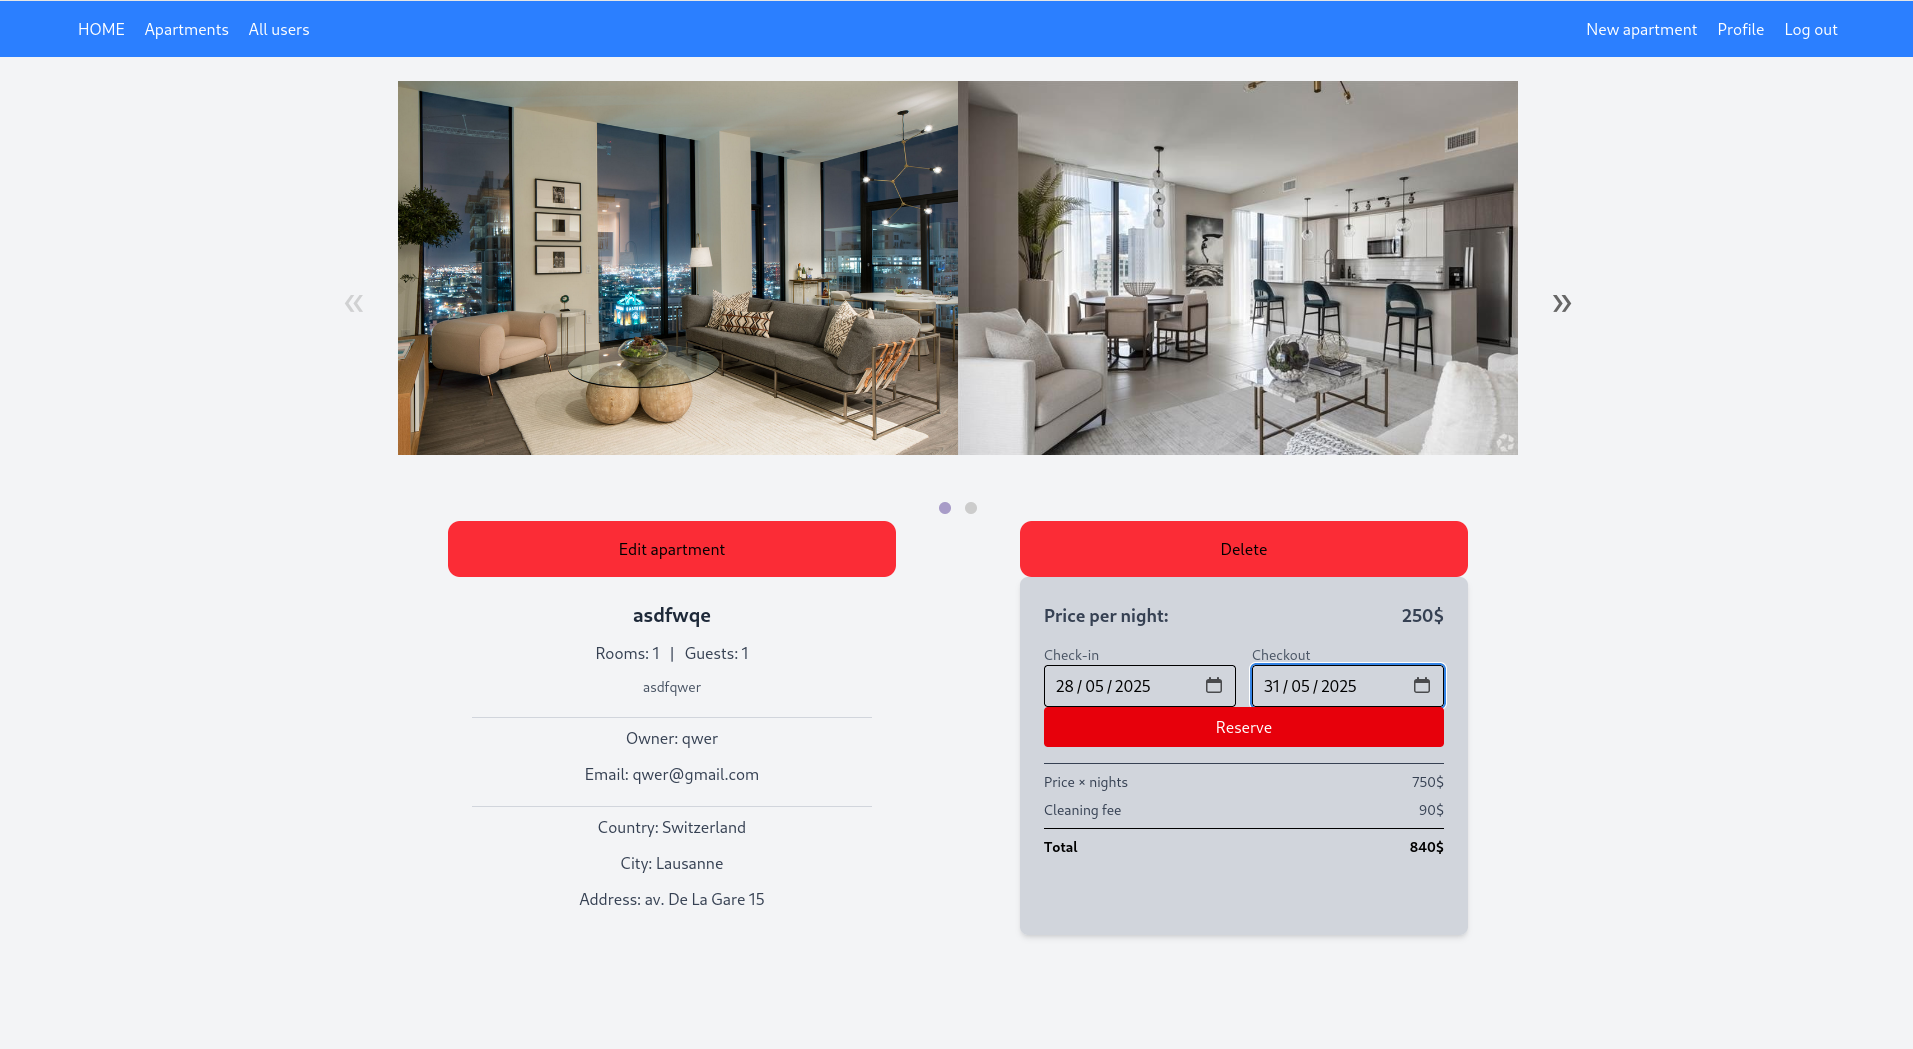 HOME Apartments All users New apartment Profile Log out
«
»
Edit apartment
Delete
asdfwqe
Rooms: 1 | Guests: 1
asdfqwer
Owner: qwer
Email: qwer@gmail.com
Country: Switzerland
City: Lausanne
Address: av. De La Gare 15
Price per night: 250$
Check-in Checkout
28 / 05 / 2025 31 / 05 / 2025
Reserve
Price × nights 750$
Cleaning fee 90$
Total 840$